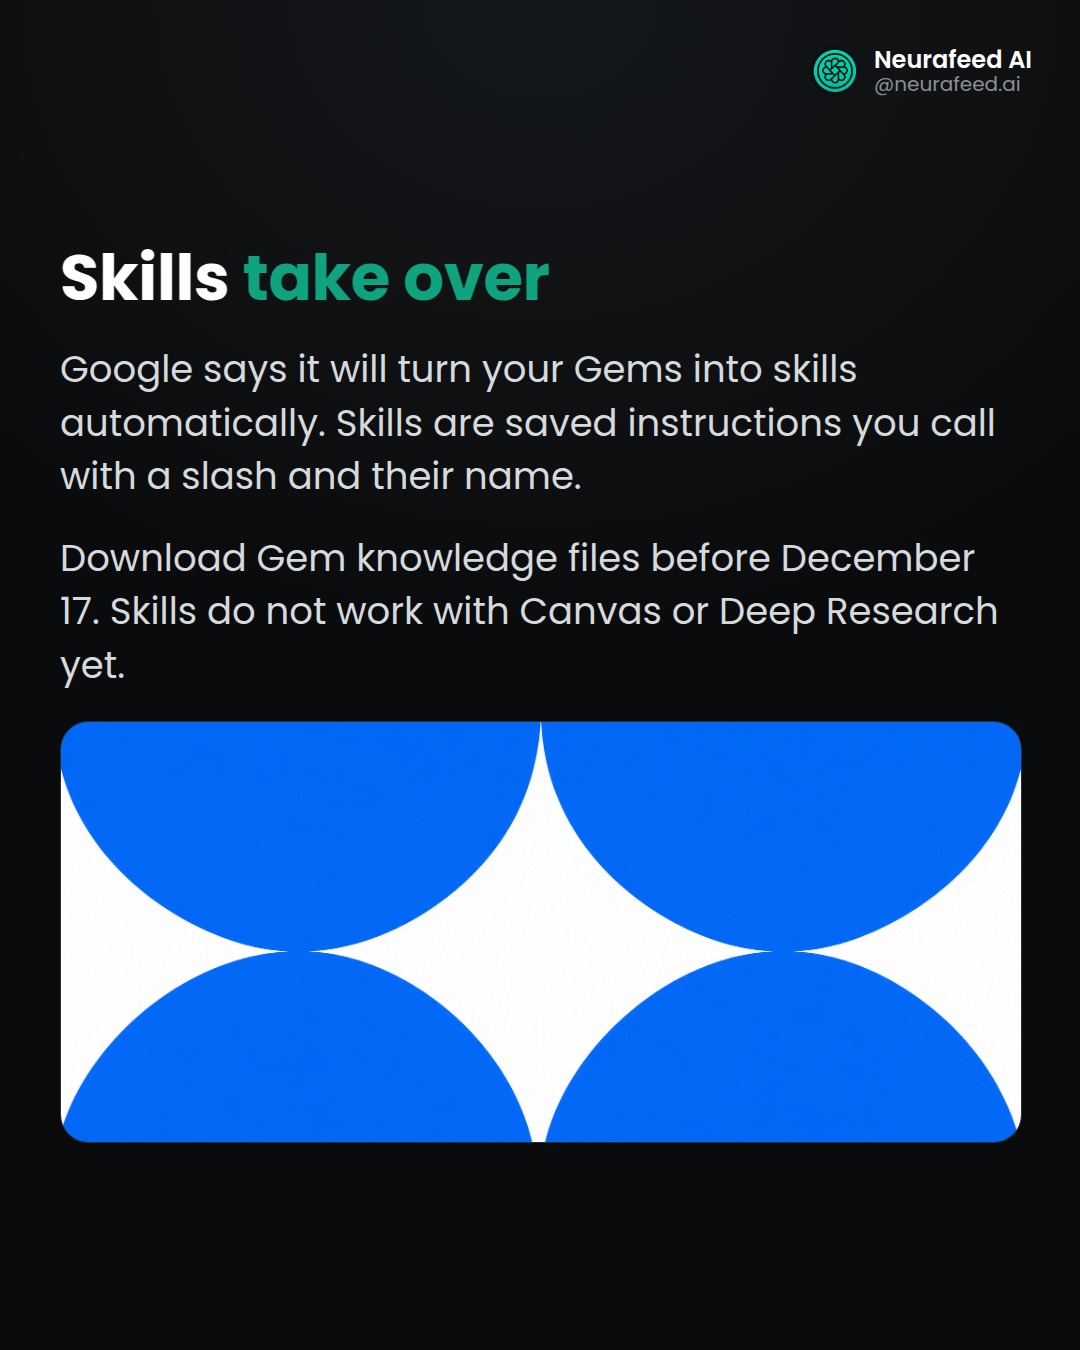 Neurafeed AI
@neurafeed.ai
Skills take over
Google says it will turn your Gems into skills
automatically. Skills are saved instructions you call
with a slash and their name.
Download Gem knowledge files before December
17. Skills do not work with Canvas or Deep Research
yet.